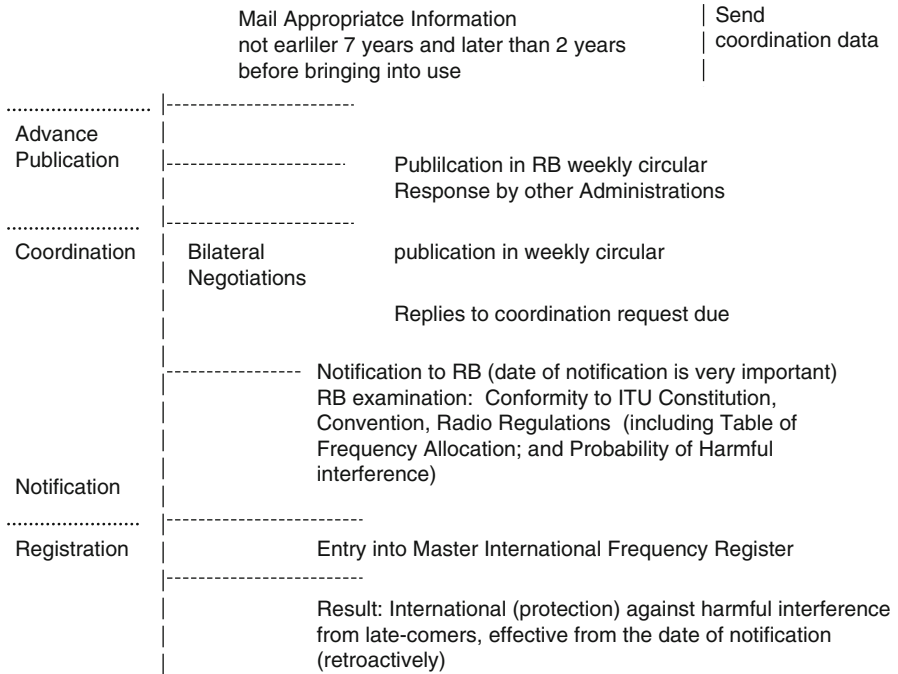 Mail Appropriatce Information
not earliler 7 years and later than 2 years
before bringing into use
Send
coordination data
Advance
Publication
Publilcation in RB weekly circular
Response by other Administrations
Coordination
Bilateral
Negotiations
publication in weekly circular
Replies to coordination request due
Notification to RB (date of notification is very important)
RB examination: Conformity to ITU Constitution,
Convention, Radio Regulations (including Table of
Frequency Allocation; and Probability of Harmful
interference)
Notification
Registration
Entry into Master International Frequency Register
Result: International (protection) against harmful interference
from late-comers, effective from the date of notification
(retroactively)